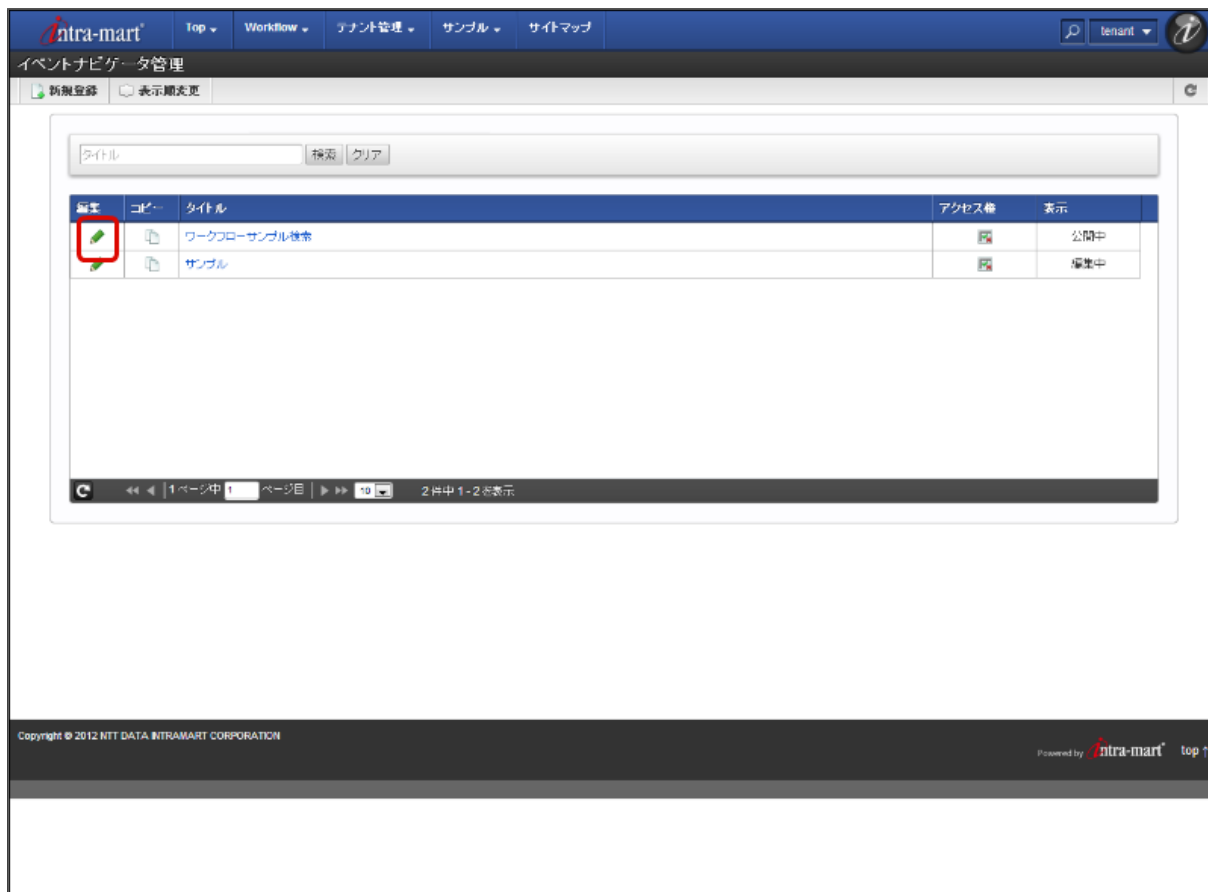 intra-mart Top Workflow テナント管理 サンプル サイトマップ tenant
イベントナビゲータ管理
新規登録 表示順変更
タイトル 検索 クリア
編集 コピー タイトル アクセス権 表示
ワークフローサンプル検索 公開中
サンプル 編集中
1ページ中 1 ページ目 10 2件中 1 - 2 を表示
Copyright © 2012 NTT DATA INTRAMART CORPORATION
Powered by intra-mart top ↑